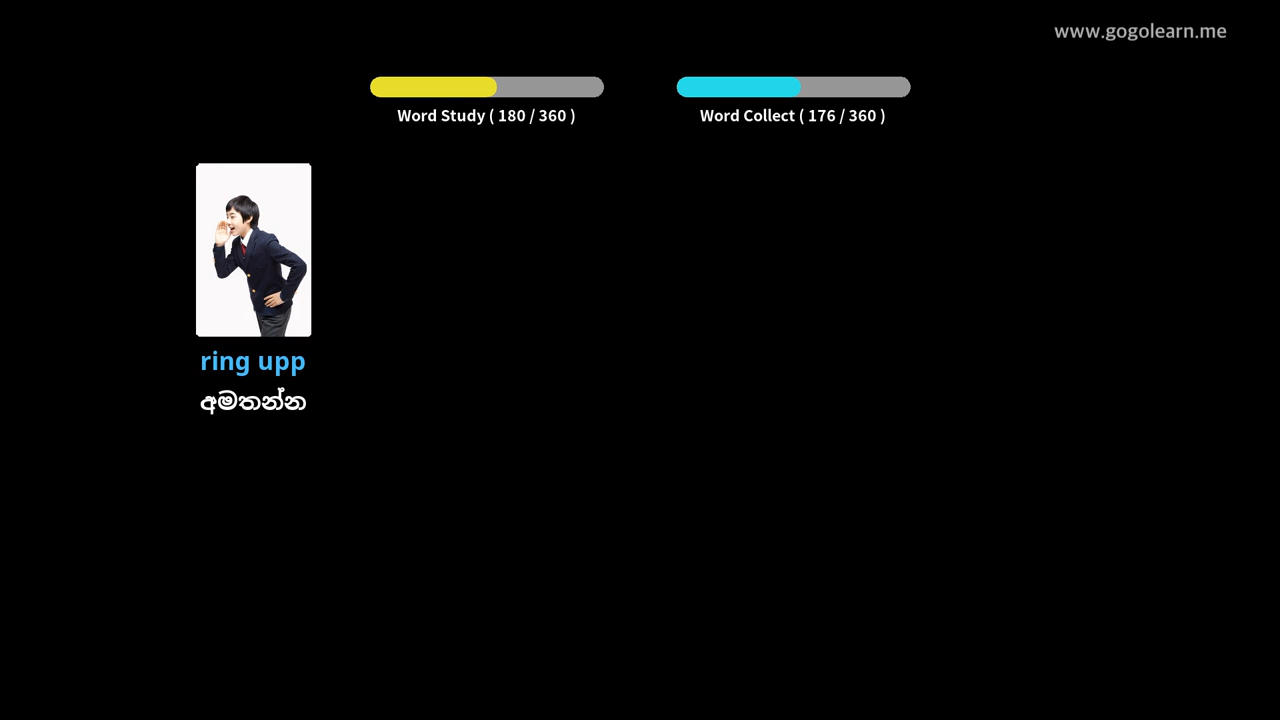 www.gogolearn.me
Word Study ( 180 / 360 )
Word Collect ( 176 / 360 )
ring upp
අමතන්න